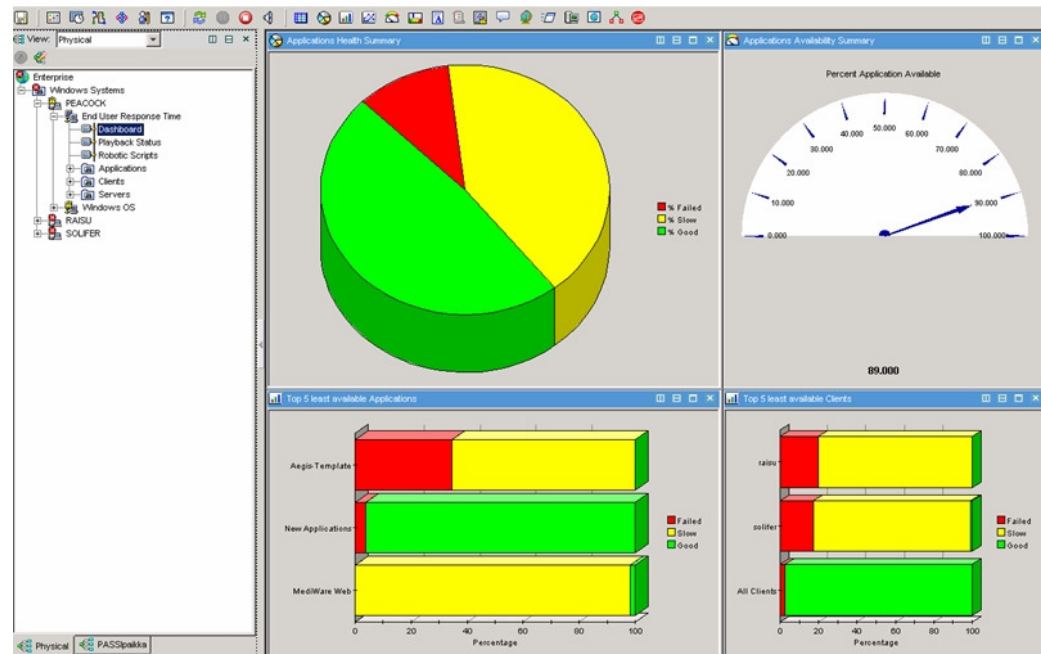 View: Physical
Enterprise
Windows Systems
PEACOCK
End User Response Time
Dashboard
Playback Status
Robotic Scripts
Applications
Clients
Servers
Windows OS
RAISU
SOLIFER
Physical
PASSIpaikka
Applications Health Summary
% Failed
% Slow
% Good
Applications Availability Summary
Percent Application Available
0.000
10.000
20.000
30.000
40.000
50.000
60.000
70.000
80.000
90.000
100.000
89.000
Top 5 least available Applications
Aegis-Template
New Applications
MediWare Web
0 20 40 60 80 100
Percentage
Failed
Slow
Good
Top 5 least available Clients
raisu
solifer
All Clients
0 20 40 60 80 100
Percentage
Failed
Slow
Good